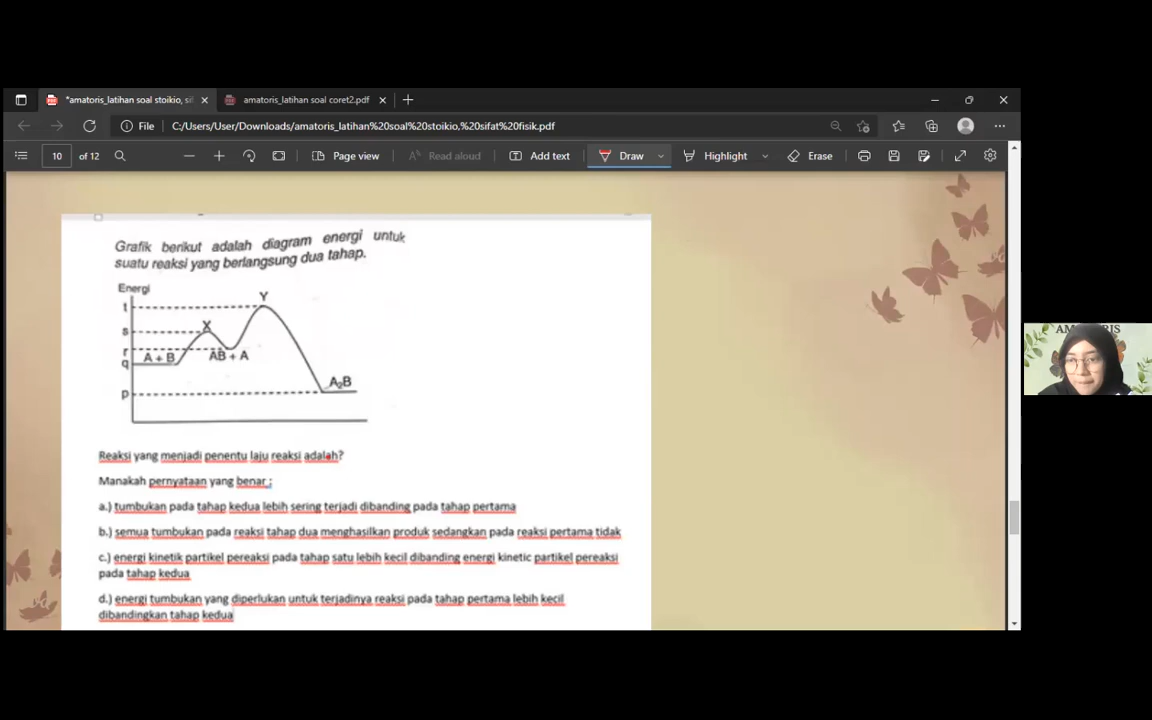 *amatoris_latihan soal stoikio, si
amatoris_latihan soal coret2.pdf
File
C:/Users/User/Downloads/amatoris_latihan%20soal%20stoikio,%20sifat%20fisik.pdf
10 of 12
Page view
Read aloud
Add text
Draw
Highlight
Erase
Grafik berikut adalah diagram energi untuk
suatu reaksi yang berlangsung dua tahap.
Energi
Y
t
X
s
r
A + B
AB + A
q
A₂B
p
Reaksi yang menjadi penentu laju reaksi adalah?
Manakah pernyataan yang benar :
a.) tumbukan pada tahap kedua lebih sering terjadi dibanding pada tahap pertama
b.) semua tumbukan pada reaksi tahap dua menghasilkan produk sedangkan pada reaksi pertama tidak
c.) energi kinetik partikel pereaksi pada tahap satu lebih kecil dibanding energi kinetic partikel pereaksi
pada tahap kedua
d.) energi tumbukan yang diperlukan untuk terjadinya reaksi pada tahap pertama lebih kecil
dibandingkan tahap kedua